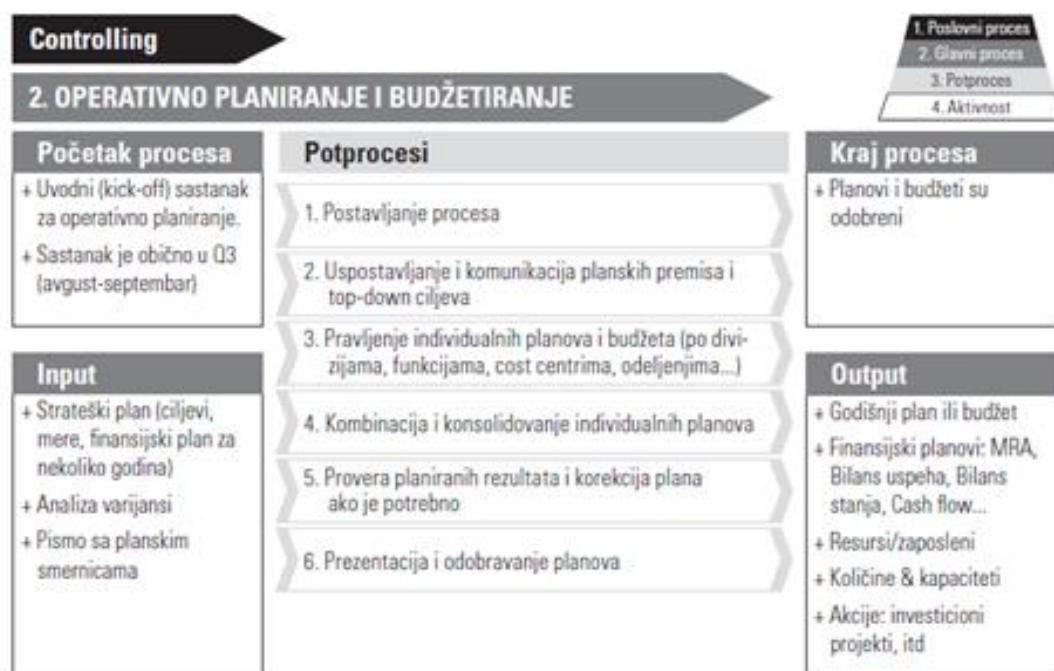 Controlling
1. Poslovni proces
2. Glavni proces
3. Potproces
4. Aktivnost
2. OPERATIVNO PLANIRANJE I BUDŽETIRANJE
Početak procesa
+ Uvodni (kick-off) sastanak
za operativno planiranje.
+ Sastanak je obično u Q3
(avgust-septembar)
Input
+ Strateški plan (ciljevi,
mere, finansijski plan za
nekoliko godina)
+ Analiza varijansi
+ Pismo sa planskim
smernicama
Potprocesi
1. Postavljanje procesa
2. Uspostavljanje i komunikacija planskih premisa i
top-down ciljeva
3. Pravljenje individualnih planova i budžeta (po divi-
zijama, funkcijama, cost centrima, odeljenjima...)
4. Kombinacija i konsolidovanje individualnih planova
5. Provera planiranih rezultata i korekcija plana
ako je potrebno
6. Prezentacija i odobravanje planova
Kraj procesa
+ Planovi i budžeti su
odobreni
Output
+ Godišnji plan ili budžet
+ Finansijski planovi: MRA,
Bilans uspeha, Bilans
stanja, Cash flow...
+ Resursi/zaposleni
+ Količine & kapaciteti
+ Akcije: investicioni
projekti, itd